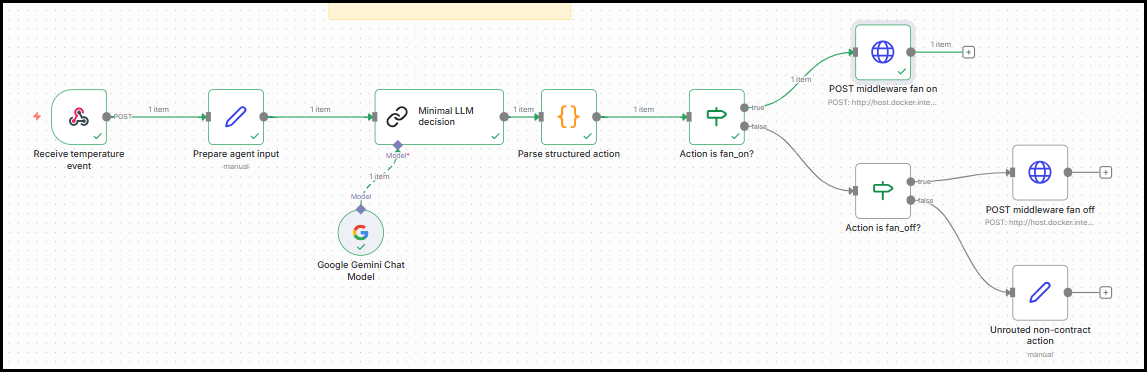 1 item
POST middleware fan on
POST: http://host.docker.inte...
POST
1 item
1 item
Minimal LLM
decision
1 item
1 item
1 item
true
false
Receive temperature
event
Prepare agent input
manual
Model*
Parse structured action
Action is fan_on?
1 item
Model
Google Gemini Chat
Model
true
false
Action is fan_off?
POST middleware fan off
POST: http://host.docker.inte...
Unrouted non-contract
action
manual